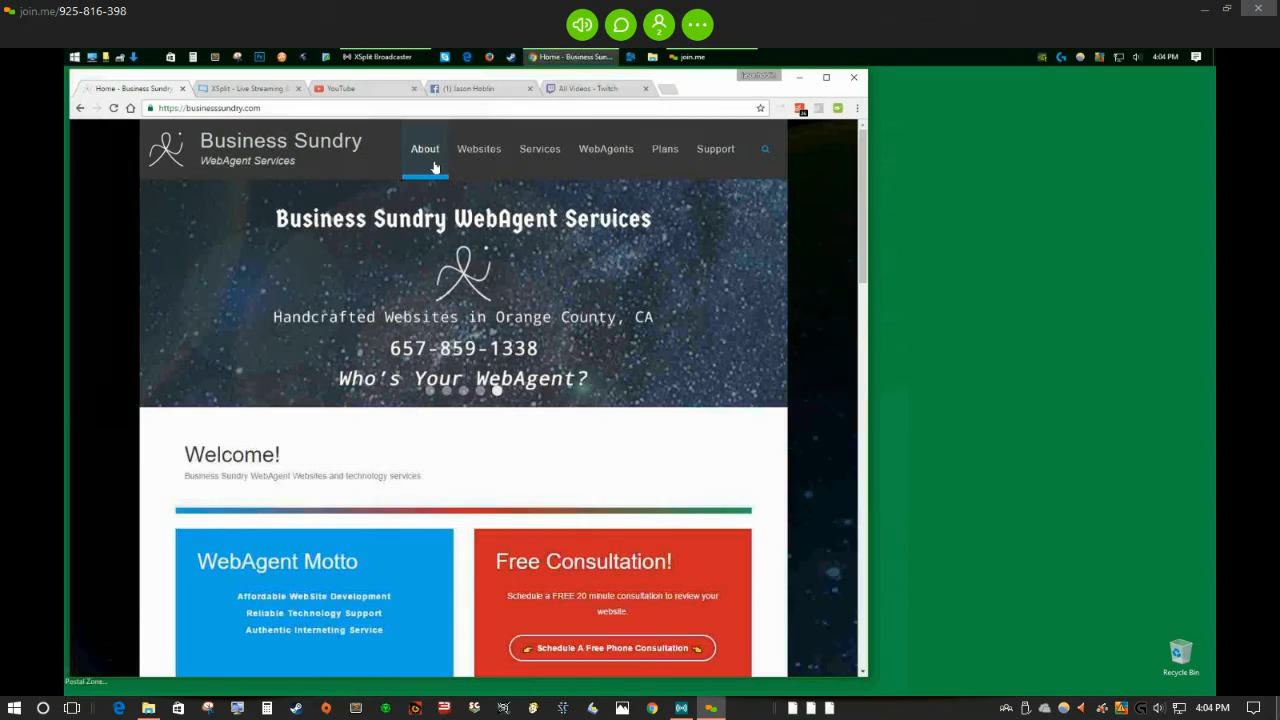 join.me/925-816-398
2
XSplit Broadcaster
Home - Business Sun...
join.me
4:04 PM
Home - Business Sundry
XSplit - Live Streaming &
YouTube
(1) Jason Hoblin
All Videos - Twitch
https://businesssundry.com
Business Sundry
WebAgent Services
About
Websites
Services
WebAgents
Plans
Support
Business Sundry WebAgent Services
Handcrafted Websites in Orange County, CA
657-859-1338
Who's Your WebAgent?
Welcome!
Business Sundry WebAgent Websites and technology services
WebAgent Motto
Affordable WebSite Development
Reliable Technology Support
Authentic Interneting Service
Free Consultation!
Schedule a FREE 20 minute consultation to review your
website.
Schedule A Free Phone Consultation
Recycle Bin
Postal Zone...
4:04 PM